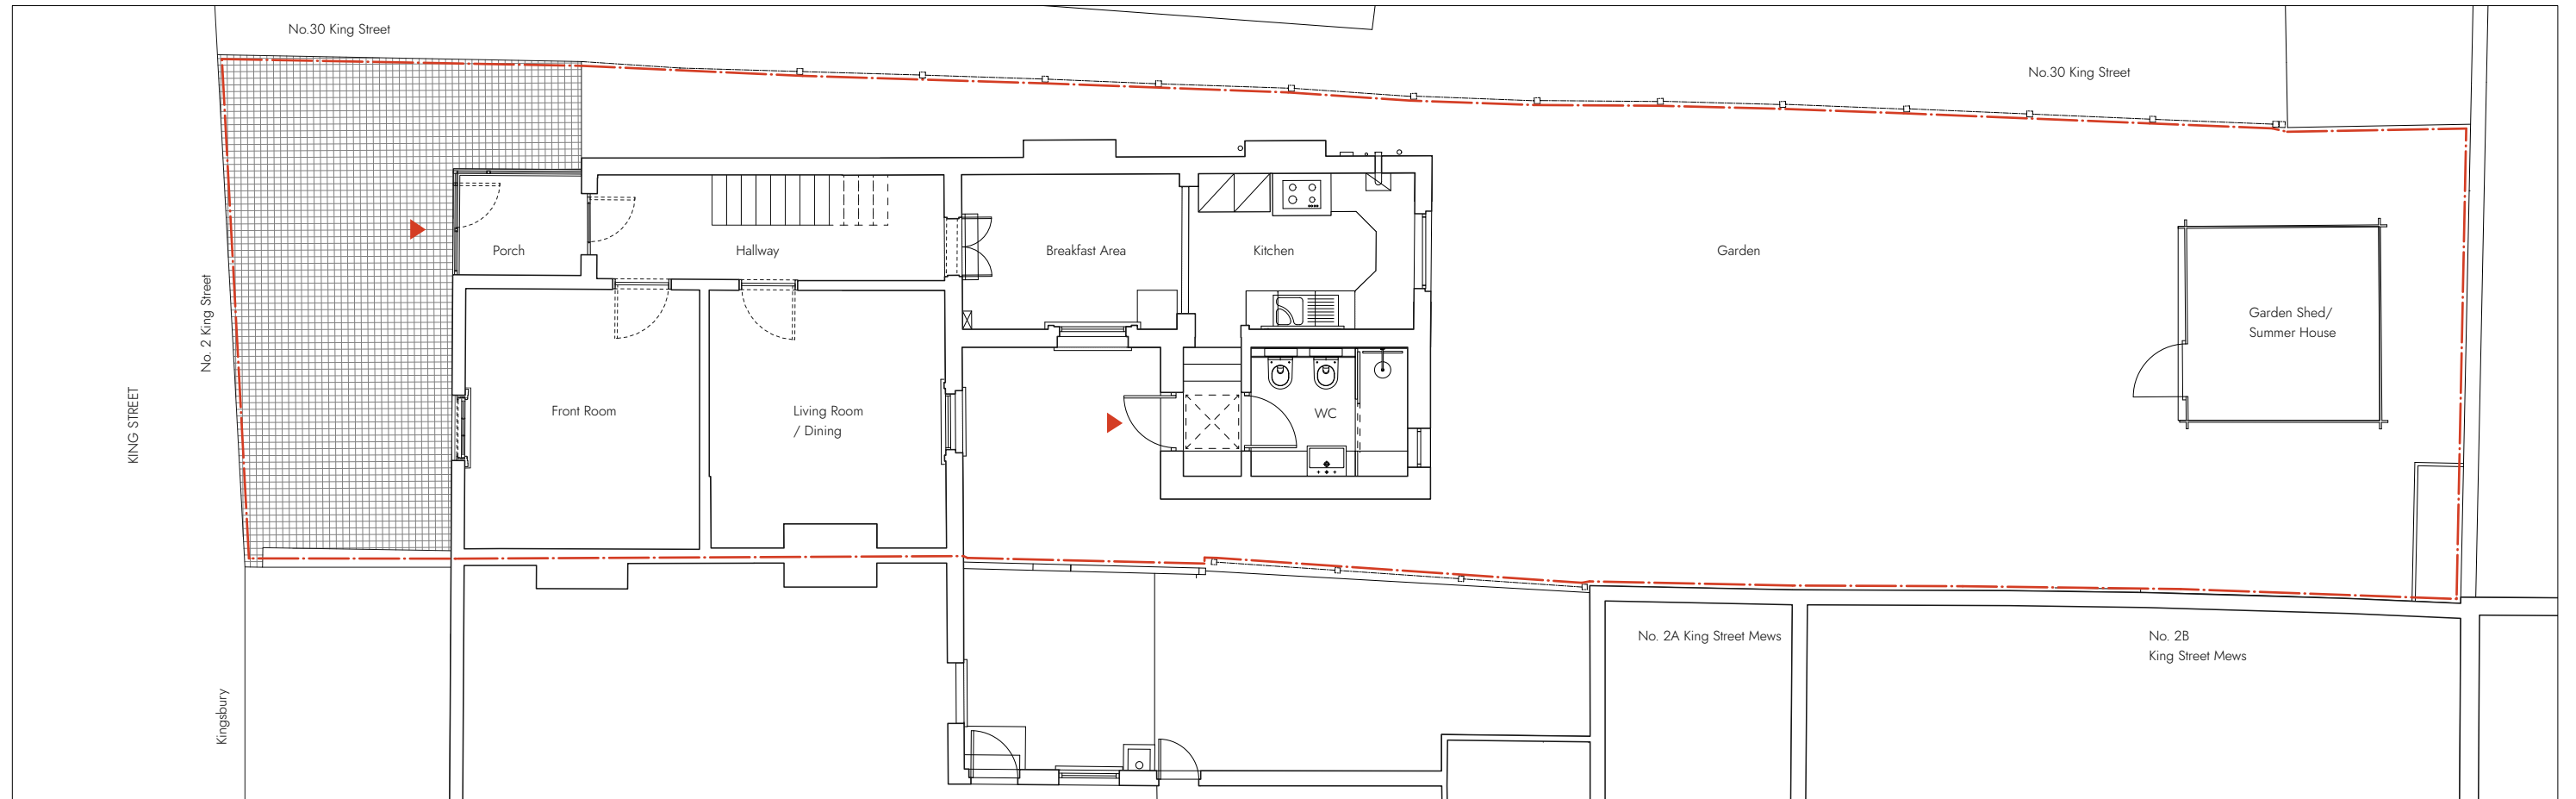 No.30 King Street
No.30 King Street
Porch
Hallway
Breakfast Area
Kitchen
Garden
No. 2 King Street
KING STREET
Garden Shed/
Summer House
Front Room
Living Room
/ Dining
WC
No. 2A King Street Mews
No. 2B
King Street Mews
Kingsbury